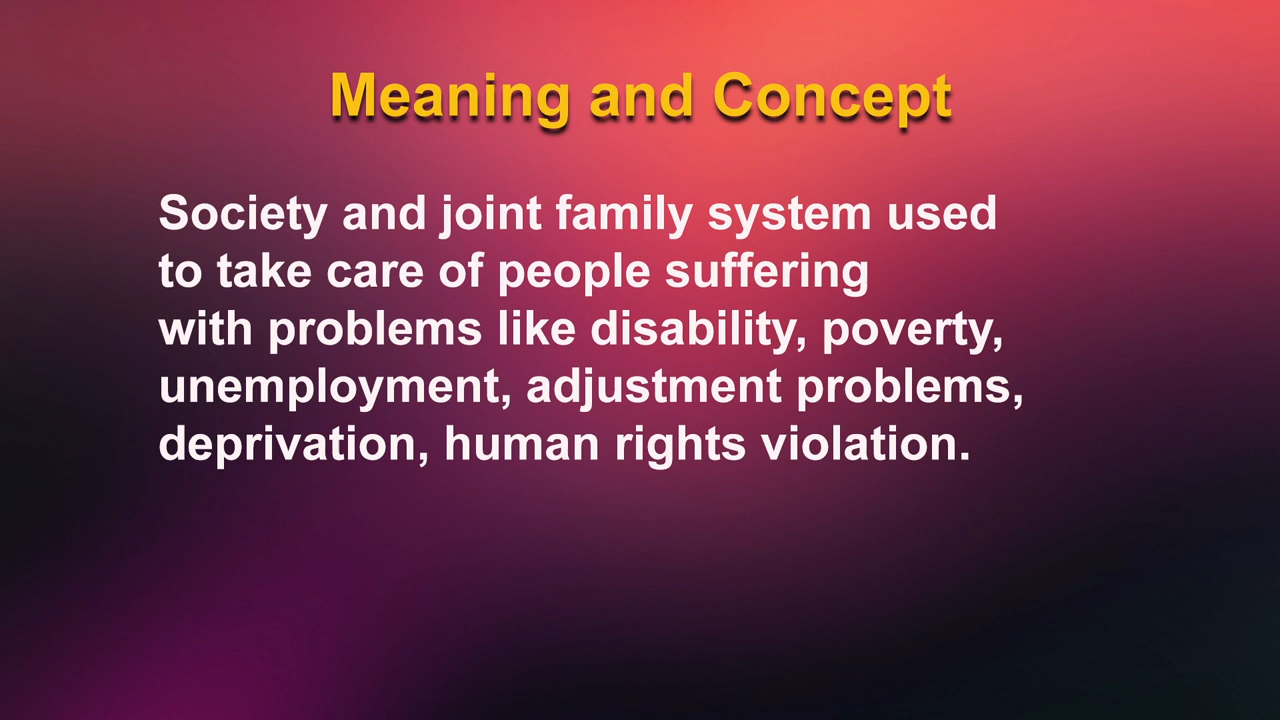 Meaning and Concept
Society and joint family system used
to take care of people suffering
with problems like disability, poverty,
unemployment, adjustment problems,
deprivation, human rights violation.